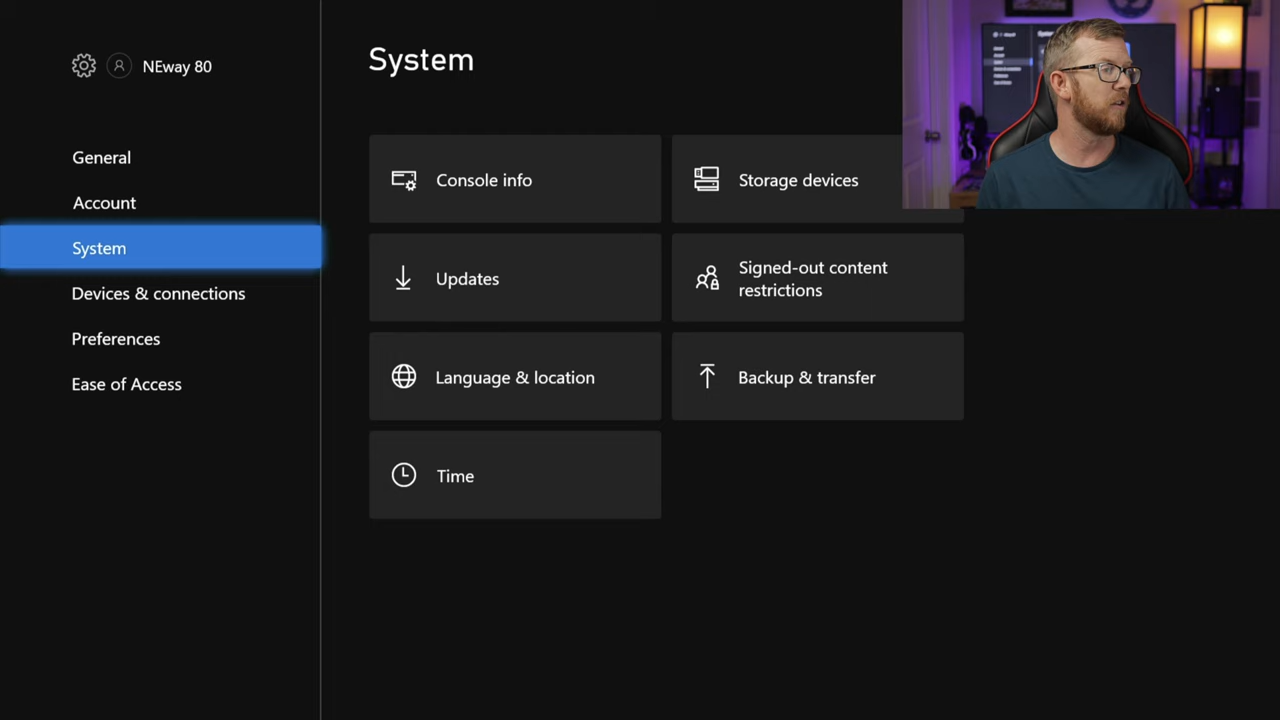 NEway 80
General
Account
System
Devices & connections
Preferences
Ease of Access
System
Console info
Storage devices
Updates
Signed-out content
restrictions
Language & location
Backup & transfer
Time